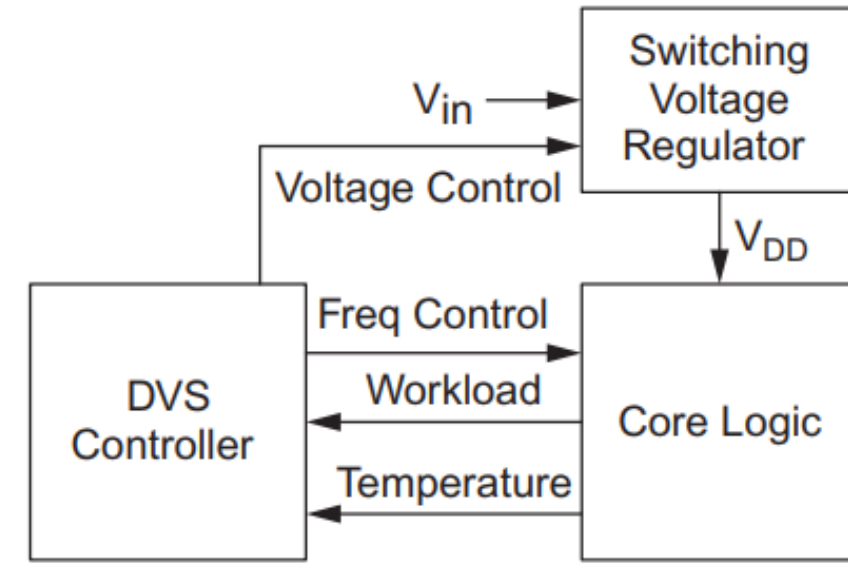 Switching
Voltage
Regulator
Vin
Voltage Control
VDD
Freq Control
Workload
Temperature
DVS
Controller
Core Logic